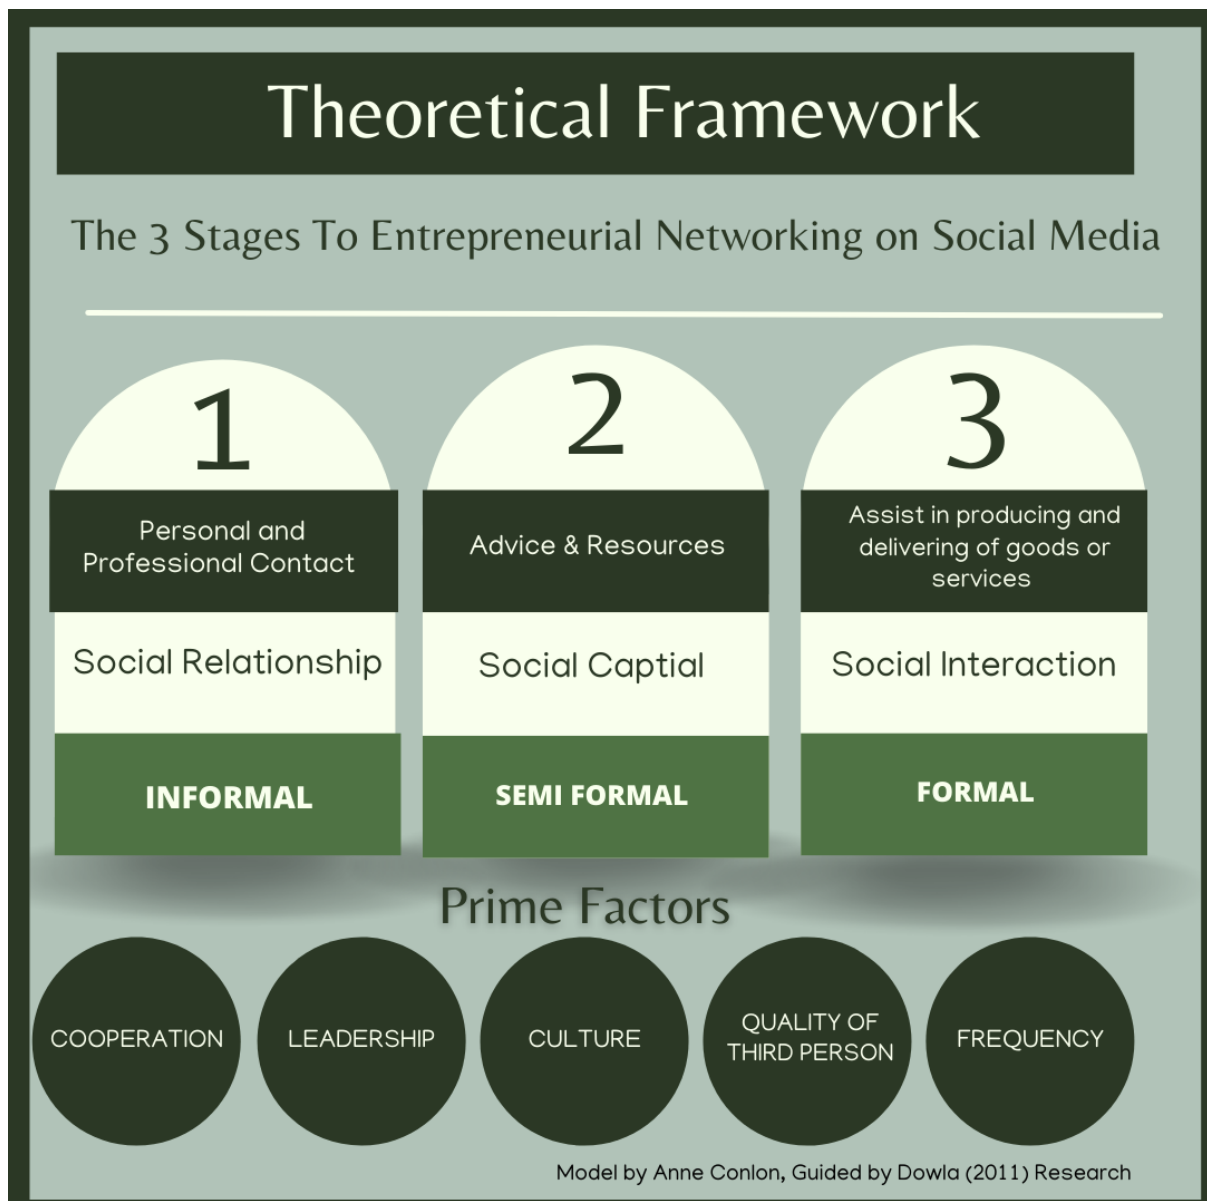 Theoretical Framework
The 3 Stages To Entrepreneurial Networking on Social Media
1
Personal and
Professional Contact
Social Relationship
INFORMAL
2
Advice & Resources
Social Captial
SEMI FORMAL
3
Assist in producing and
delivering of goods or
services
Social Interaction
FORMAL
Prime Factors
COOPERATION
LEADERSHIP
CULTURE
QUALITY OF
THIRD PERSON
FREQUENCY
Model by Anne Conlon, Guided by Dowla (2011) Research